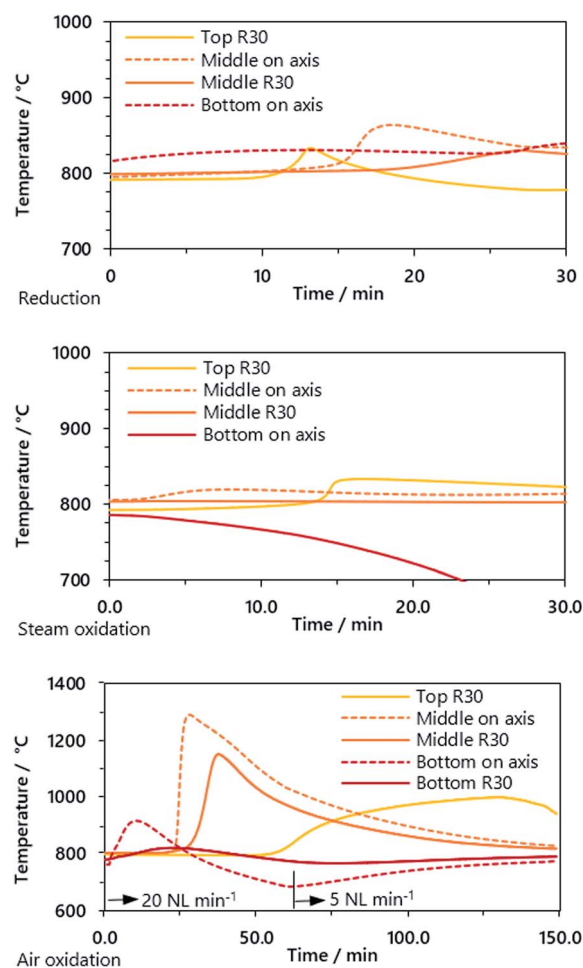 1000
900
800
700
Temperature / °C
Top R30
Middle on axis
Middle R30
Bottom on axis
0
10
20
30
Time / min
Reduction
1000
900
800
700
Temperature / °C
Top R30
Middle on axis
Middle R30
Bottom on axis
0.0
10.0
20.0
30.0
Time / min
Steam oxidation
1400
1200
1000
800
600
Temperature / °C
Top R30
Middle on axis
Middle R30
Bottom on axis
Bottom R30
20 NL min⁻¹
5 NL min⁻¹
0.0
50.0
100.0
150
Time / min
Air oxidation